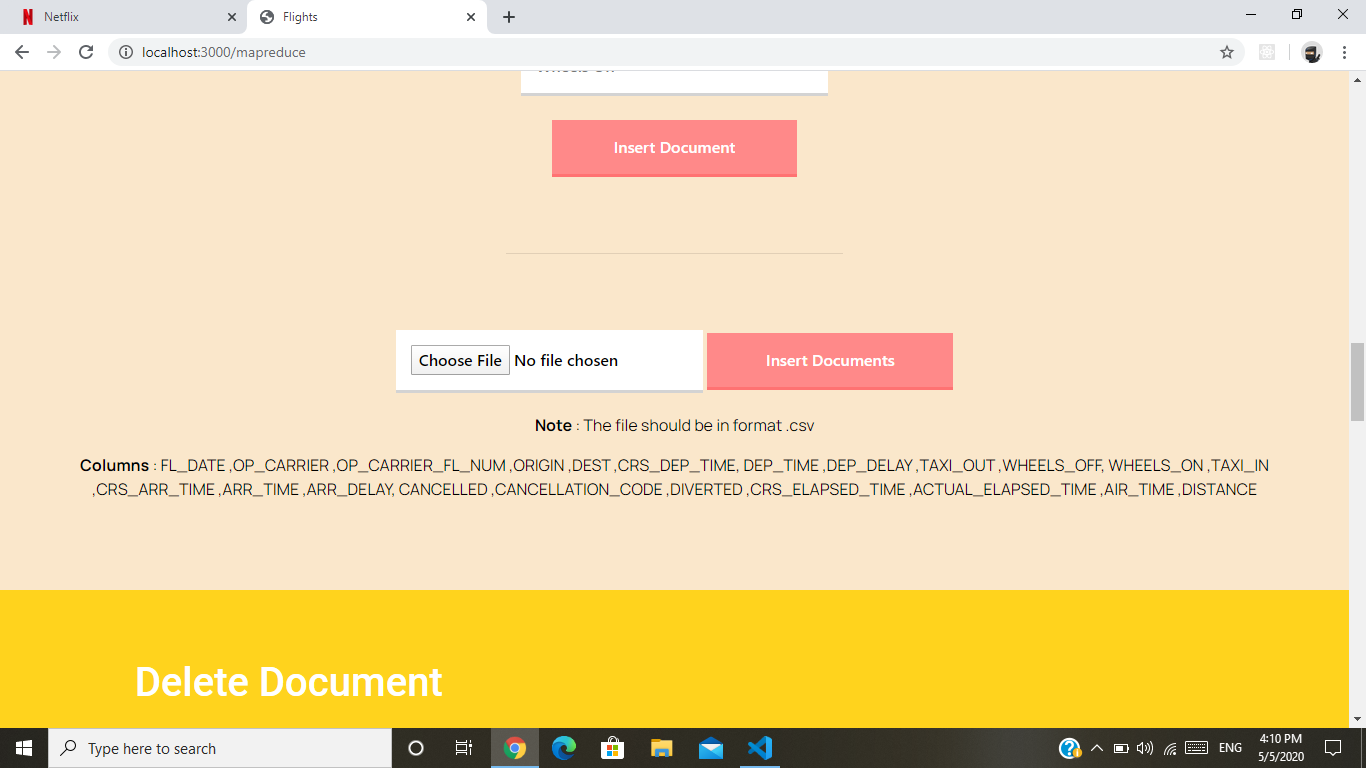 Netflix
Flights
localhost:3000/mapreduce
Insert Document
Choose File No file chosen
Insert Documents
Note : The file should be in format .csv
Columns : FL_DATE ,OP_CARRIER ,OP_CARRIER_FL_NUM ,ORIGIN ,DEST ,CRS_DEP_TIME, DEP_TIME ,DEP_DELAY ,TAXI_OUT ,WHEELS_OFF, WHEELS_ON ,TAXI_IN
,CRS_ARR_TIME ,ARR_TIME ,ARR_DELAY, CANCELLED ,CANCELLATION_CODE ,DIVERTED ,CRS_ELAPSED_TIME ,ACTUAL_ELAPSED_TIME ,AIR_TIME ,DISTANCE
Delete Document
Type here to search
ENG
4:10 PM
5/5/2020